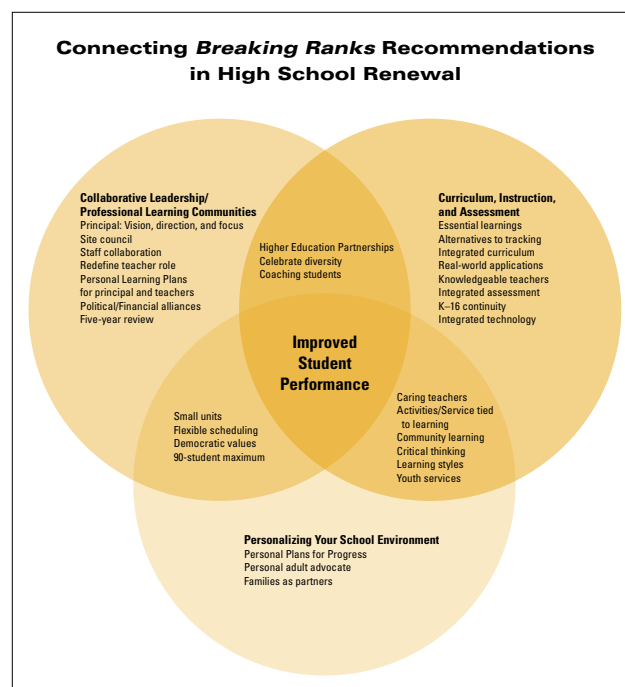 Connecting Breaking Ranks Recommendations
in High School Renewal
Collaborative Leadership/
Professional Learning Communities
Principal: Vision, direction, and focus
Site council
Staff collaboration
Redefine teacher role
Personal Learning Plans
for principal and teachers
Political/Financial alliances
Five-year review
Higher Education Partnerships
Celebrate diversity
Coaching students
Curriculum, Instruction,
and Assessment
Essential learnings
Alternatives to tracking
Integrated curriculum
Real-world applications
Knowledgeable teachers
Integrated assessment
K–16 continuity
Integrated technology
Improved
Student
Performance
Small units
Flexible scheduling
Democratic values
90-student maximum
Caring teachers
Activities/Service tied
to learning
Community learning
Critical thinking
Learning styles
Youth services
Personalizing Your School Environment
Personal Plans for Progress
Personal adult advocate
Families as partners